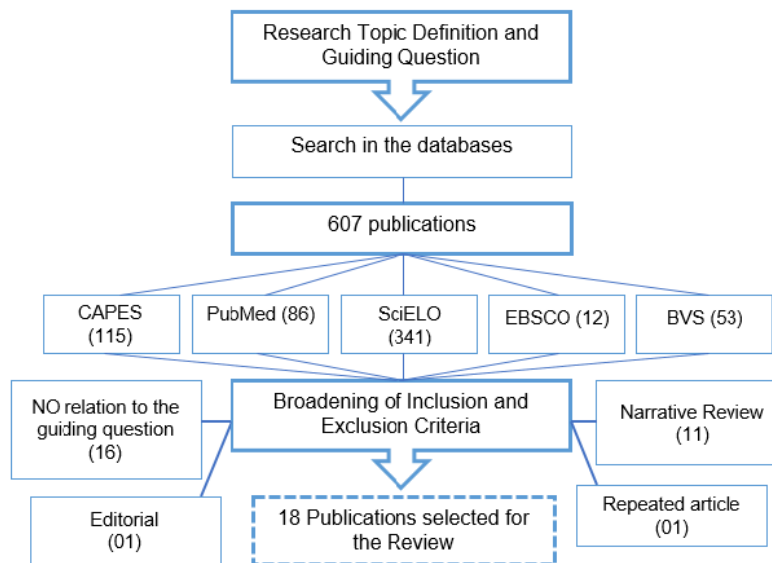 Research Topic Definition and
Guiding Question
Search in the databases
607 publications
CAPES
(115)
PubMed (86)
SciELO
(341)
EBSCO (12)
BVS (53)
NO relation to the
guiding question
(16)
Broadening of Inclusion and
Exclusion Criteria
Narrative Review
(11)
Editorial
(01)
18 Publications selected for
the Review
Repeated article
(01)